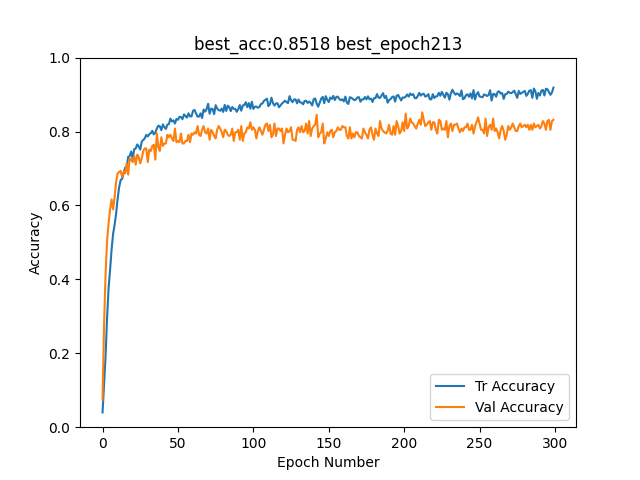 best_acc:0.8518 best_epoch213
1.0
0.8
0.6
0.4
0.2
0.0
Accuracy
0 50 100 150 200 250 300
Epoch Number
Tr Accuracy
Val Accuracy